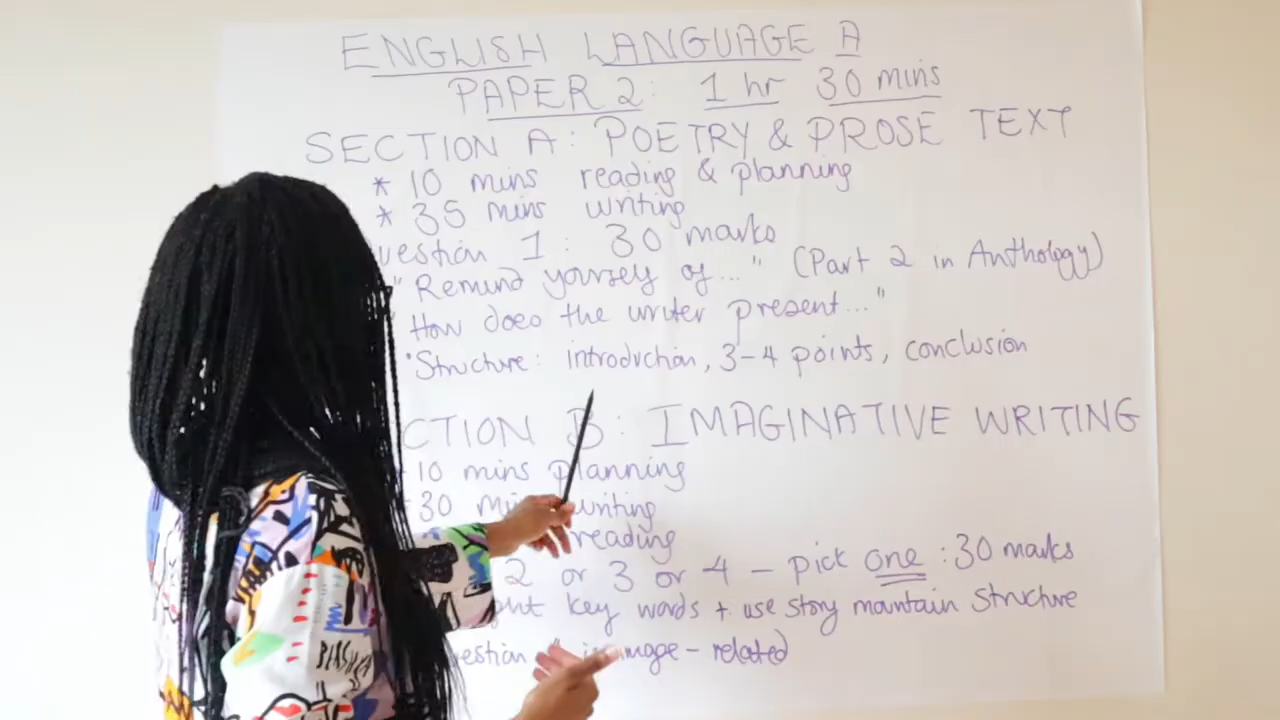 ENGLISH LANGUAGE A
PAPER 2: 1 hr 30 mins
SECTION A: POETRY & PROSE TEXT
* 10 mins reading & planning
* 35 mins writing
uestion 1: 30 marks
"Remind yourself of..." (Part 2 in Anthology)
"How does the writer present..."
Structure: introduction, 3-4 points, conclusion
CTION B: IMAGINATIVE WRITING
10 mins planning
30 writing
reading
2 or 3 or 4 - pick one: 30 marks
key words + use story mountain structure
estion image-related